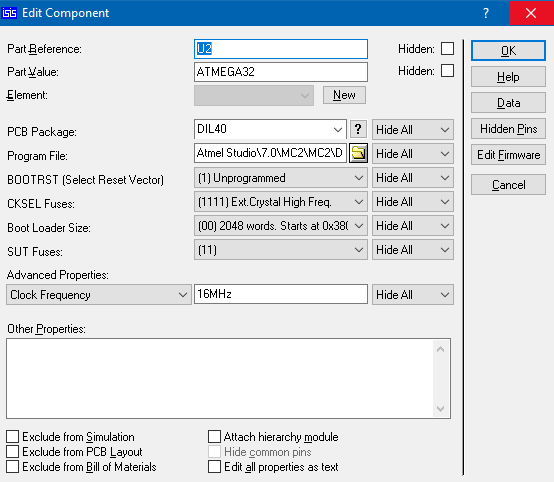 isis Edit Component ? ×
Part Reference: U2 Hidden: OK
Part Value: ATMEGA32 Hidden: Help
Element: New Data
Hidden Pins
PCB Package: DIL40 ? Hide All
Program File: Atmel Studio\7.0\MC2\MC2\D Hide All Edit Firmware
BOOTRST (Select Reset Vector) (1) Unprogrammed Hide All Cancel
CKSEL Fuses: (1111) Ext.Crystal High Freq. Hide All
Boot Loader Size: (00) 2048 words. Starts at 0x380 Hide All
SUT Fuses: (11) Hide All
Advanced Properties:
Clock Frequency 16MHz Hide All
Other Properties:
Exclude from Simulation Attach hierarchy module
Exclude from PCB Layout Hide common pins
Exclude from Bill of Materials Edit all properties as text